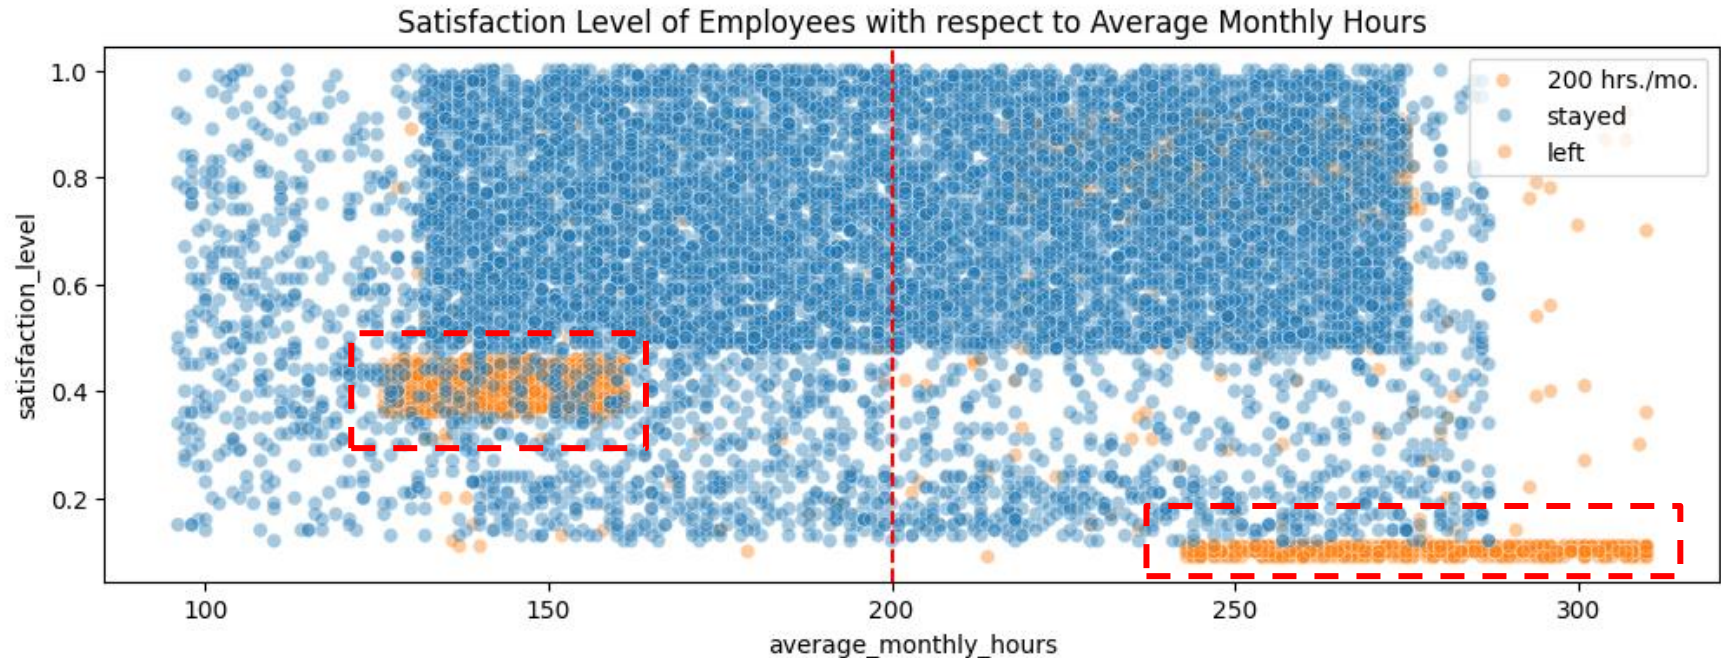 Satisfaction Level of Employees with respect to Average Monthly Hours
satisfaction_level
1.0
0.8
0.6
0.4
0.2
200 hrs./mo.
stayed
left
100
150
200
250
300
average_monthly_hours